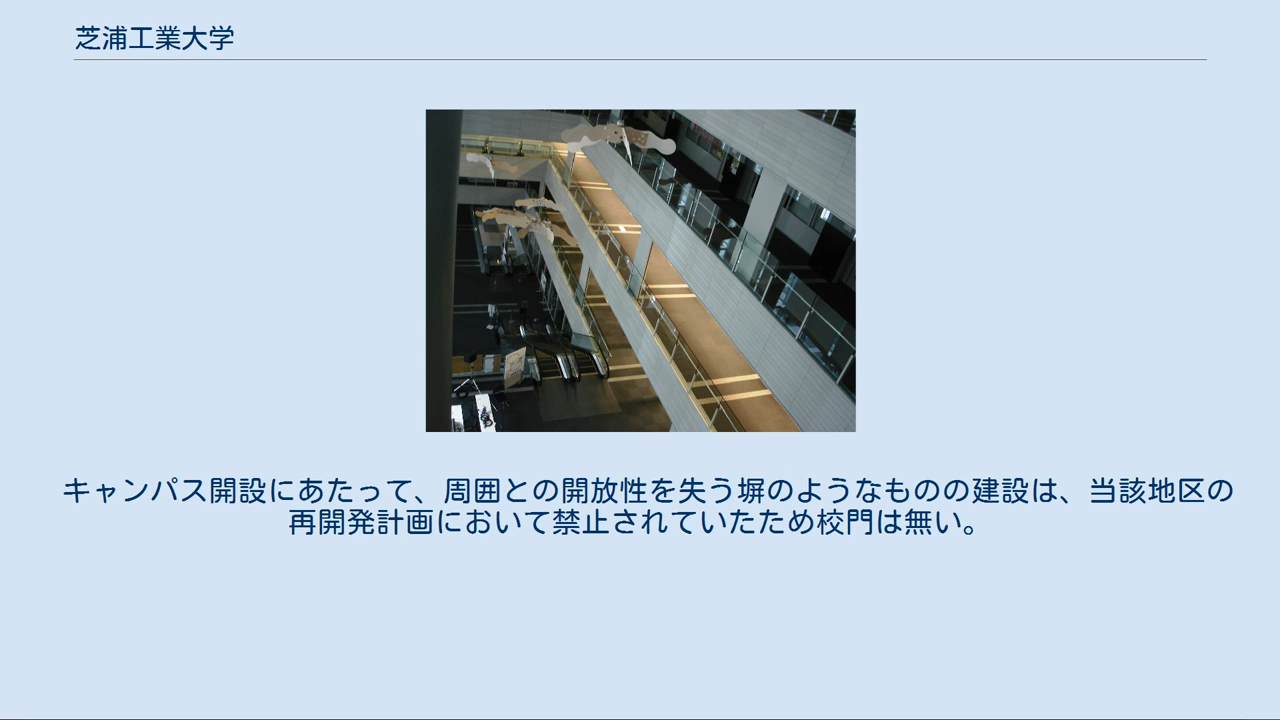 芝浦工業大学
キャンパス開設にあたって、周囲との開放性を失う塀のようなものの建設は、当該地区の
再開発計画において禁止されていたため校門は無い。